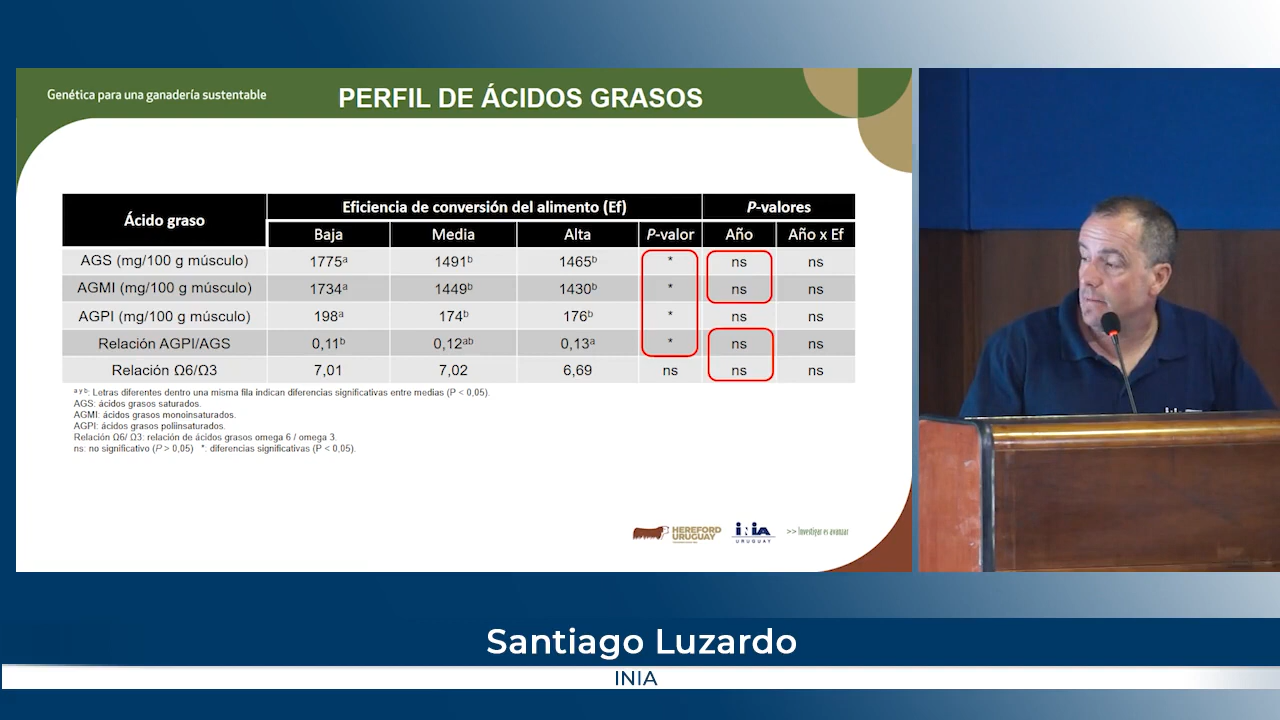 Genética para una ganadería sustentable
PERFIL DE ÁCIDOS GRASOS
Ácido graso Eficiencia de conversión del alimento (Ef) P-valores
Baja Media Alta P-valor Año Año x Ef
AGS (mg/100 g músculo) 1775ᵃ 1491ᵇ 1465ᵇ * ns ns
AGMI (mg/100 g músculo) 1734ᵃ 1449ᵇ 1430ᵇ * ns ns
AGPI (mg/100 g músculo) 198ᵃ 174ᵇ 176ᵇ * ns ns
Relación AGPI/AGS 0,11ᵇ 0,12ᵃᵇ 0,13ᵃ * ns ns
Relación Ω6/Ω3 7,01 7,02 6,69 ns ns ns
ᵃ ʸ ᵇ: Letras diferentes dentro una misma fila indican diferencias significativas entre medias (P < 0,05).
AGS: ácidos grasos saturados.
AGMI: ácidos grasos monoinsaturados.
AGPI: ácidos grasos poliinsaturados.
Relación Ω6/ Ω3: relación de ácidos grasos omega 6 / omega 3.
ns: no significativo (P > 0,05) *: diferencias significativas (P < 0,05).
HEREFORD
URUGUAY
INIA
URUGUAY
>> Investigar es avanzar
Santiago Luzardo
INIA